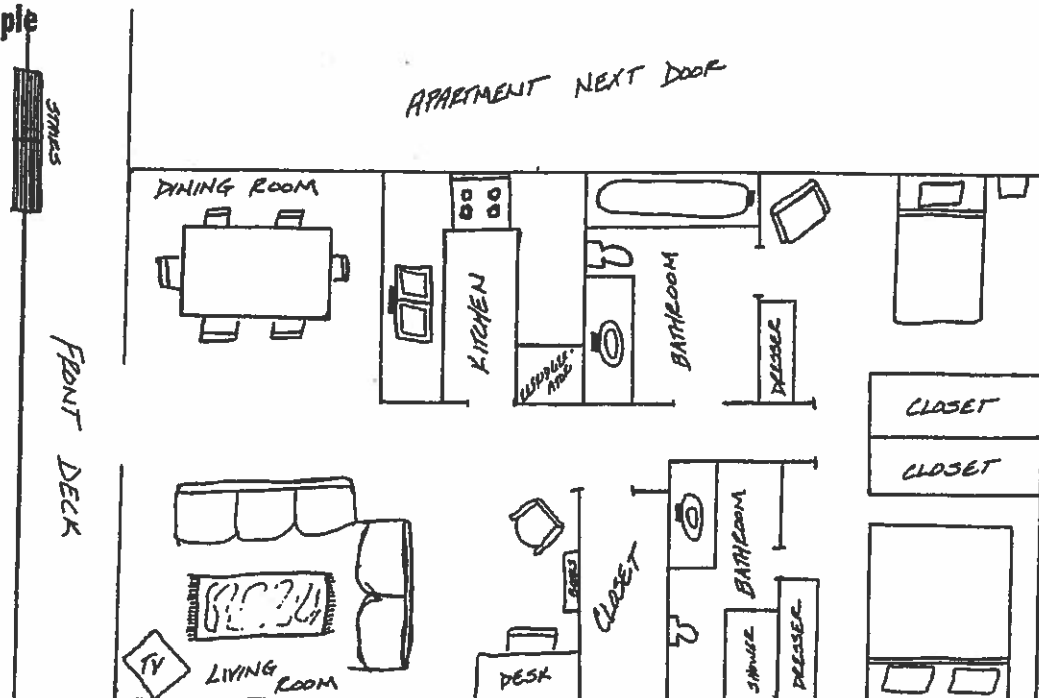 ple
STAIRS
APARTMENT NEXT DOOR
DINING ROOM
KITCHEN
BATHROOM
DRESSER
CLOSET
CLOSET
FRONT DECK
CLOSET
BATHROOM
SHOWER
DRESSER
DESK
TV
LIVING
ROOM